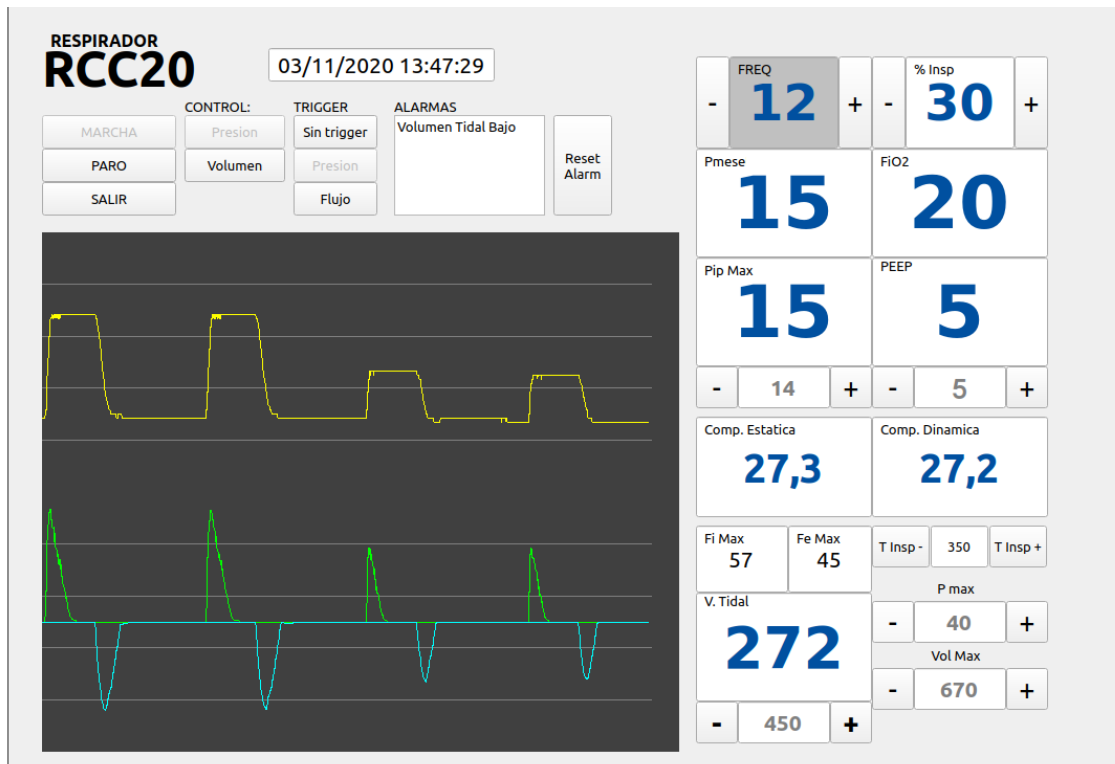 RESPIRADOR
RCC20
03/11/2020 13:47:29
CONTROL: TRIGGER ALARMAS
MARCHA Presion Sin trigger Volumen Tidal Bajo
PARO Volumen Presion Reset
Alarm
SALIR Flujo
FREQ % Insp
- 12 + - 30 +
Pmese FiO2
15 20
Pip Max PEEP
15 5
- 14 + - 5 +
Comp. Estatica Comp. Dinamica
27,3 27,2
Fi Max Fe Max
57 45
T Insp - 350 T Insp +
P max
- 40 +
V. Tidal
272
Vol Max
- 670 +
- 450 +